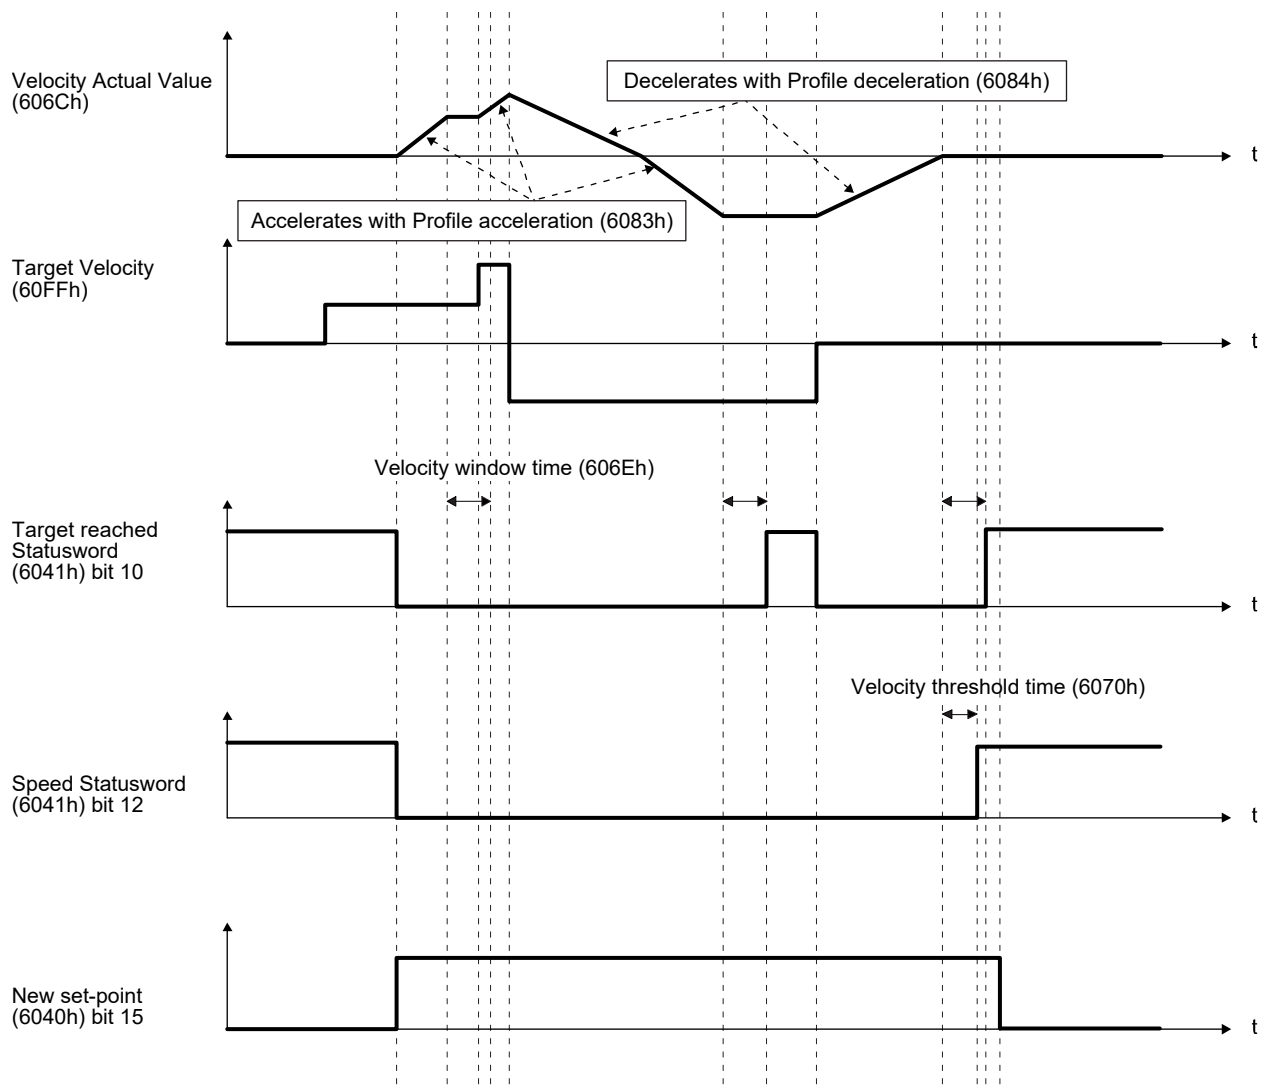 Velocity Actual Value
(606Ch)
Decelerates with Profile deceleration (6084h)
t
Accelerates with Profile acceleration (6083h)
Target Velocity
(60FFh)
t
Velocity window time (606Eh)
Target reached
Statusword
(6041h) bit 10
t
Velocity threshold time (6070h)
Speed Statusword
(6041h) bit 12
t
New set-point
(6040h) bit 15
t